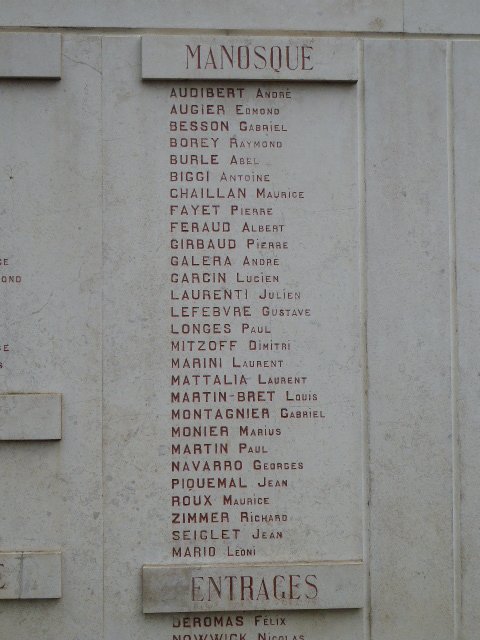 MANOSQUE
AUDIBERT ANDRÉ
AUGIER EDMOND
BESSON GABRIEL
BOREY RAYMOND
BURLE ABEL
BIGGI ANTOINE
CHAILLAN MAURICE
FAYET PIERRE
FERAUD ALBERT
GIRBAUD PIERRE
GALERA ANDRÉ
GARCIN LUCIEN
LAURENTI JULIEN
LEFEBVRE GUSTAVE
LONGES PAUL
MITZOFF DIMITRI
MARINI LAURENT
MATTALIA LAURENT
MARTIN-BRET LOUIS
MONTAGNIER GABRIEL
MONIER MARIUS
MARTIN PAUL
NAVARRO GEORGES
PIQUEMAL JEAN
ROUX MAURICE
ZIMMER RICHARD
SEIGLET JEAN
MARIO LEONI
ENTRAGES
DEROMAS FÉLIX
NOWWICK NICOLAS